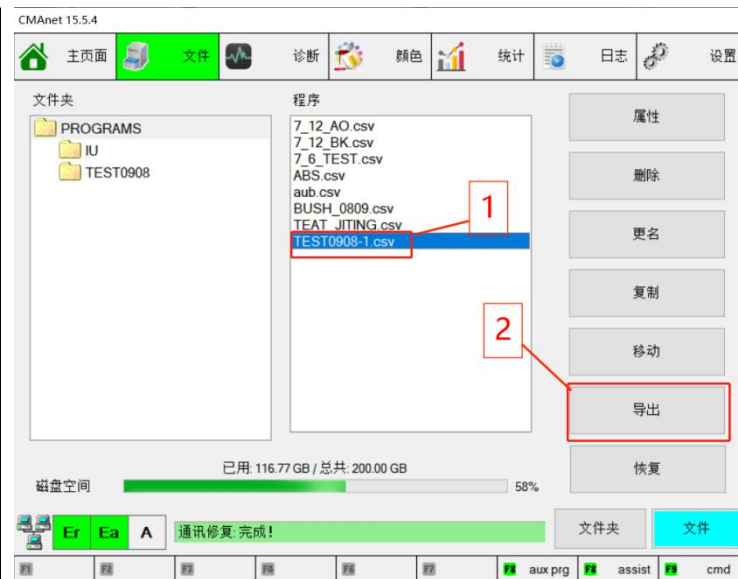 CMAnet 15.5.4
主页面 文件 诊断 颜色 统计 日志 设置
文件夹 程序
PROGRAMS
IU
TEST0908
7_12_AO.csv
7_12_BK.csv
7_6_TEST.csv
ABS.csv
aub.csv
BUSH_0809.csv
TEAT_JITING.csv
TEST0908-1.csv
1
2
属性
删除
更名
复制
移动
导出
恢复
已用: 116.77 GB / 总共: 200.00 GB
磁盘空间 58%
Er Ea A 通讯修复:完成! 文件夹 文件
F1 F2 F3 F7 F8 aux prg assist F9 cmd